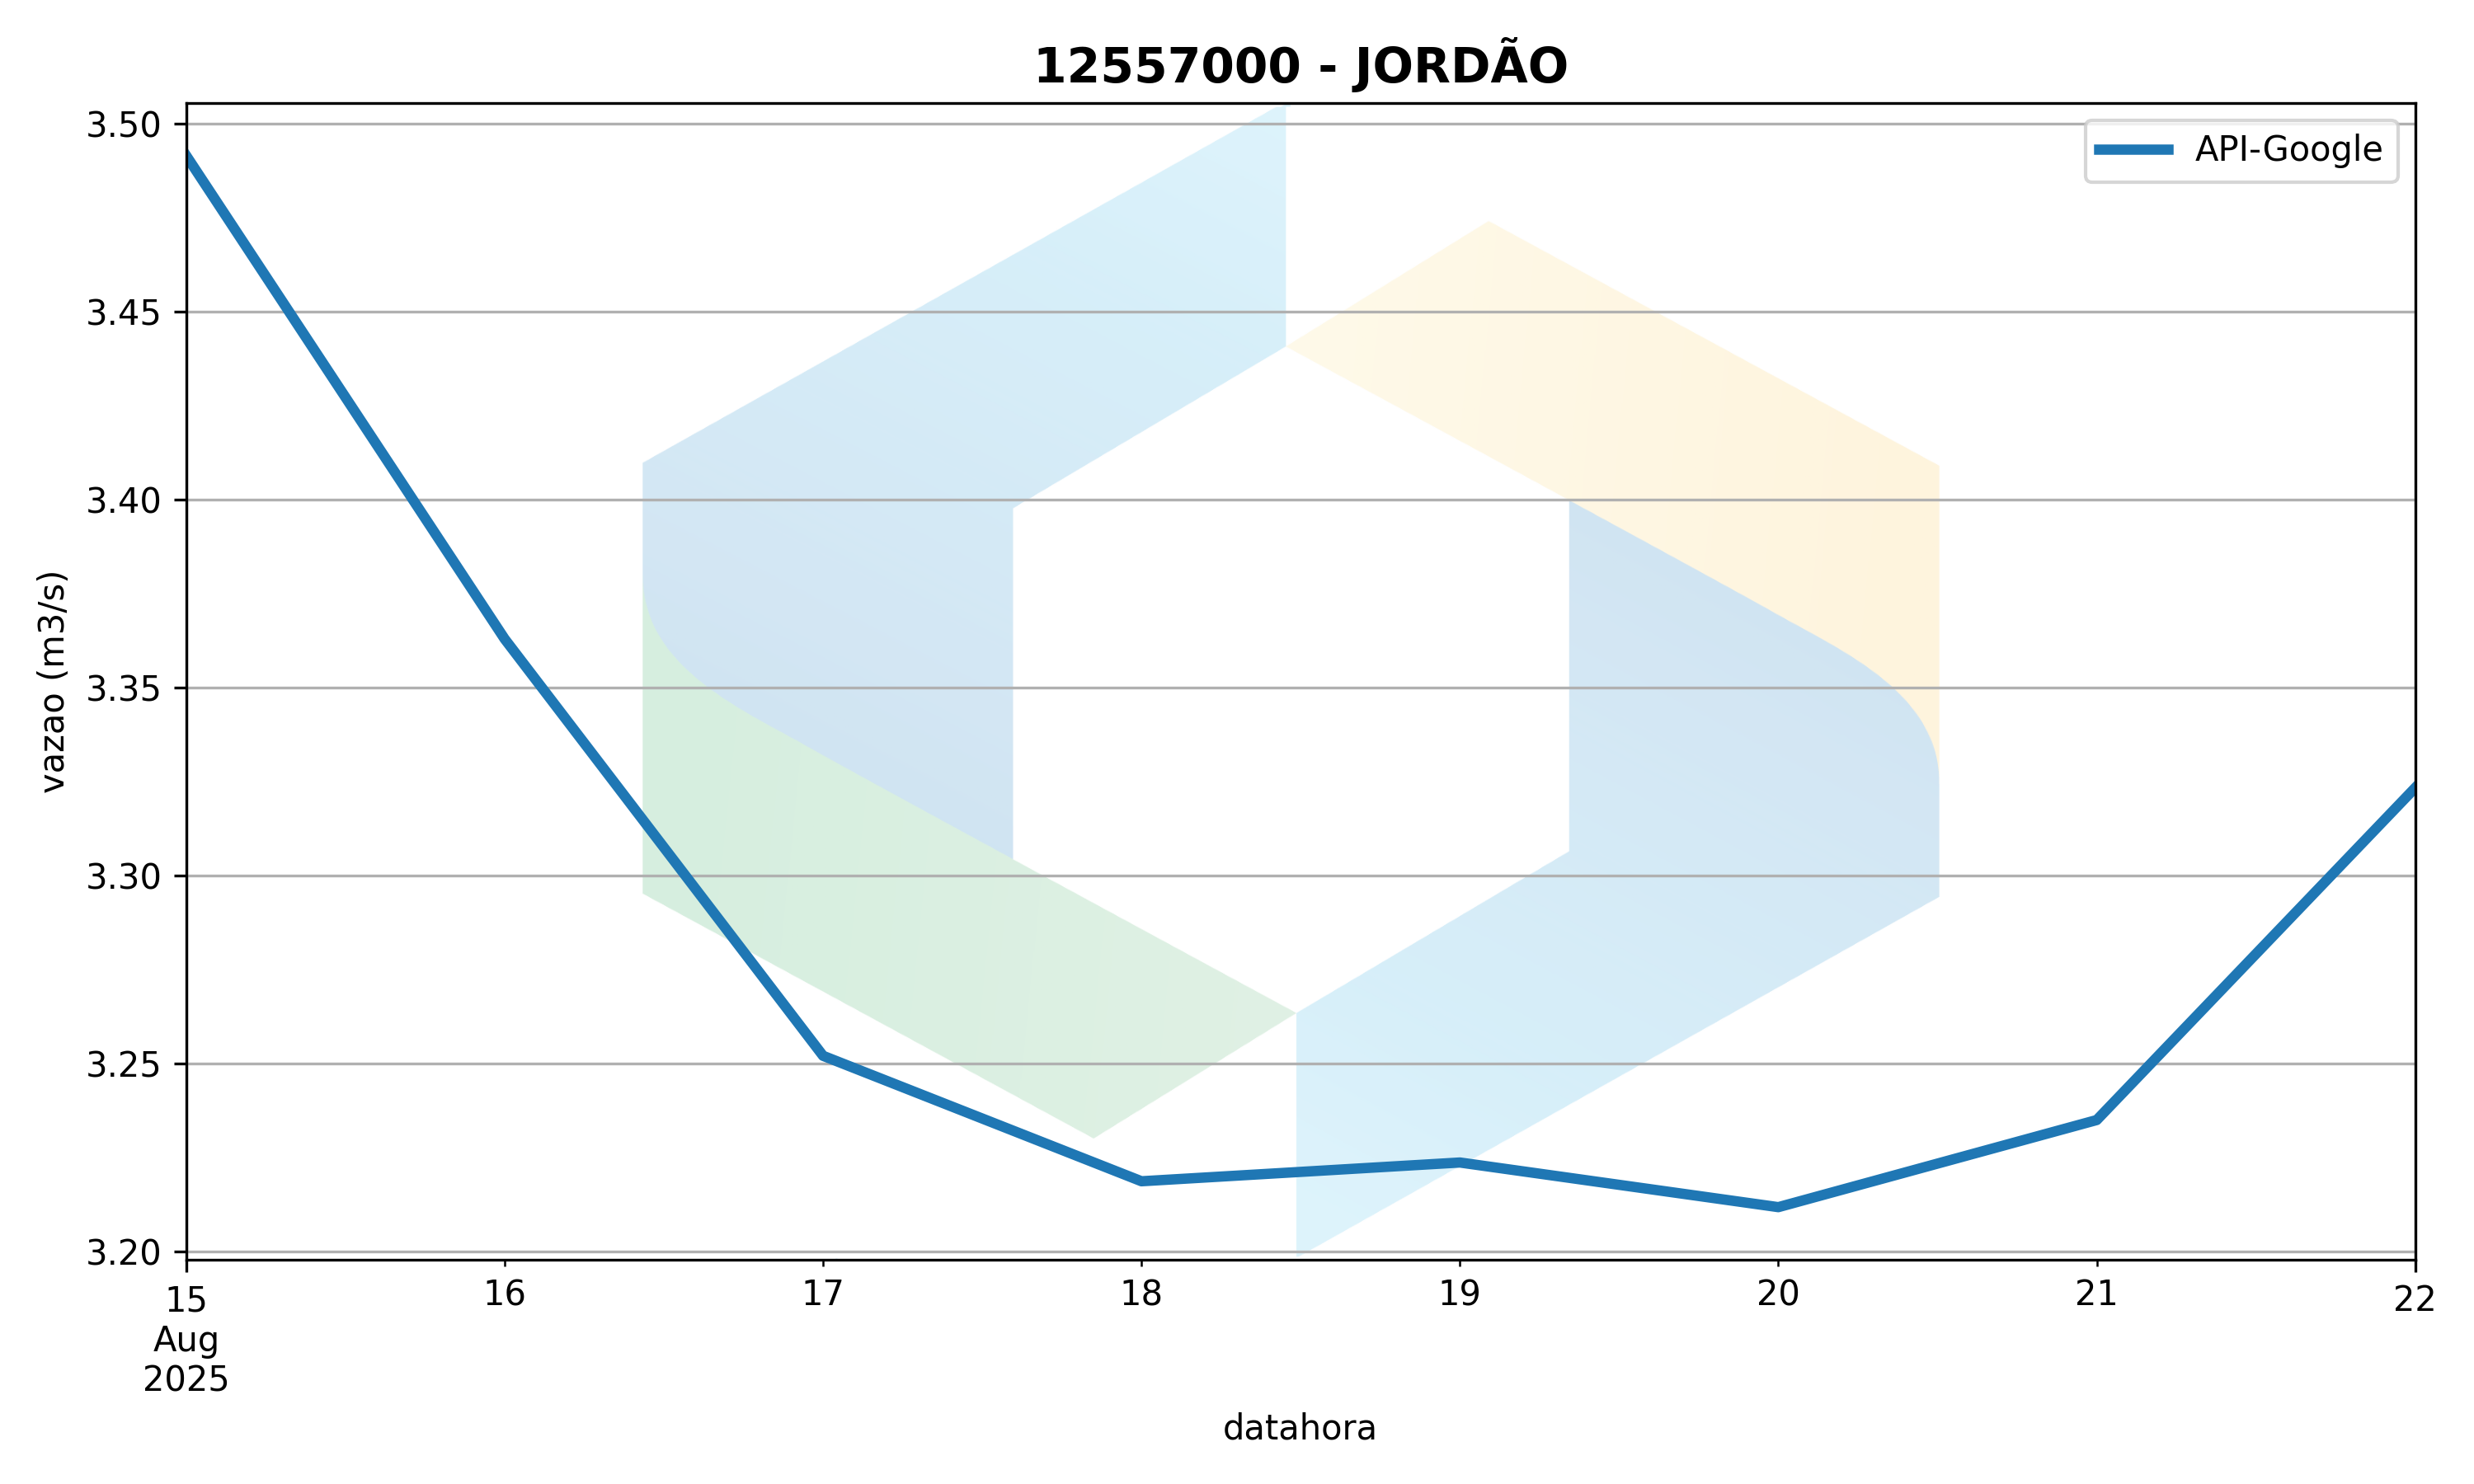 12557000 - JORDÃO
API-Google
vazao (m3/s)
3.50
3.45
3.40
3.35
3.30
3.25
3.20
15 16 17 18 19 20 21 22
Aug
2025
datahora